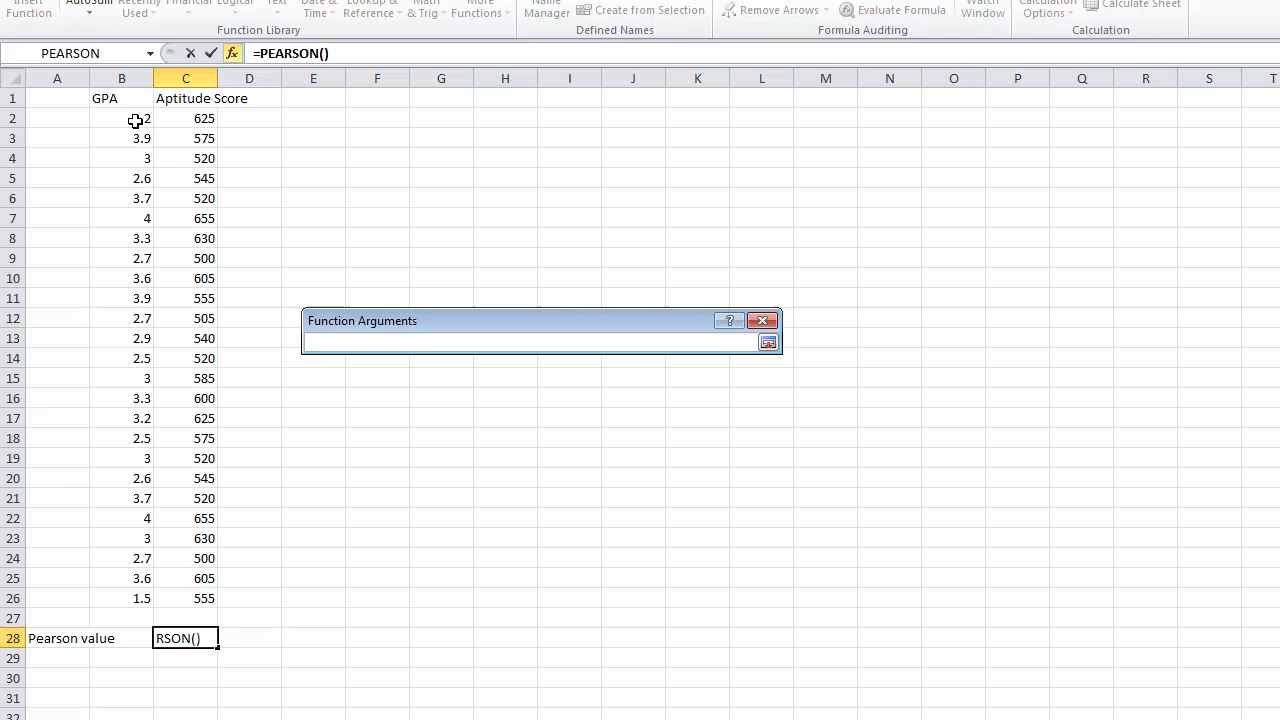 Insert Function AutoSum Recently Used Financial Logical Text Date & Time Lookup & Reference Math & Trig More Functions Name Manager Create from Selection Remove Arrows Evaluate Formula Watch Window Calculation Options Calculate Sheet
Function Library Defined Names Formula Auditing Calculation
PEARSON fx =PEARSON()
A B C D E F G H I J K L M N O P Q R S T
1 GPA Aptitude Score
2 2 625
3 3.9 575
4 3 520
5 2.6 545
6 3.7 520
7 4 655
8 3.3 630
9 2.7 500
10 3.6 605
11 3.9 555
12 2.7 505
Function Arguments ?
13 2.9 540
14 2.5 520
15 3 585
16 3.3 600
17 3.2 625
18 2.5 575
19 3 520
20 2.6 545
21 3.7 520
22 4 655
23 3 630
24 2.7 500
25 3.6 605
26 1.5 555
27
28 Pearson value RSON()
29
30
31
32